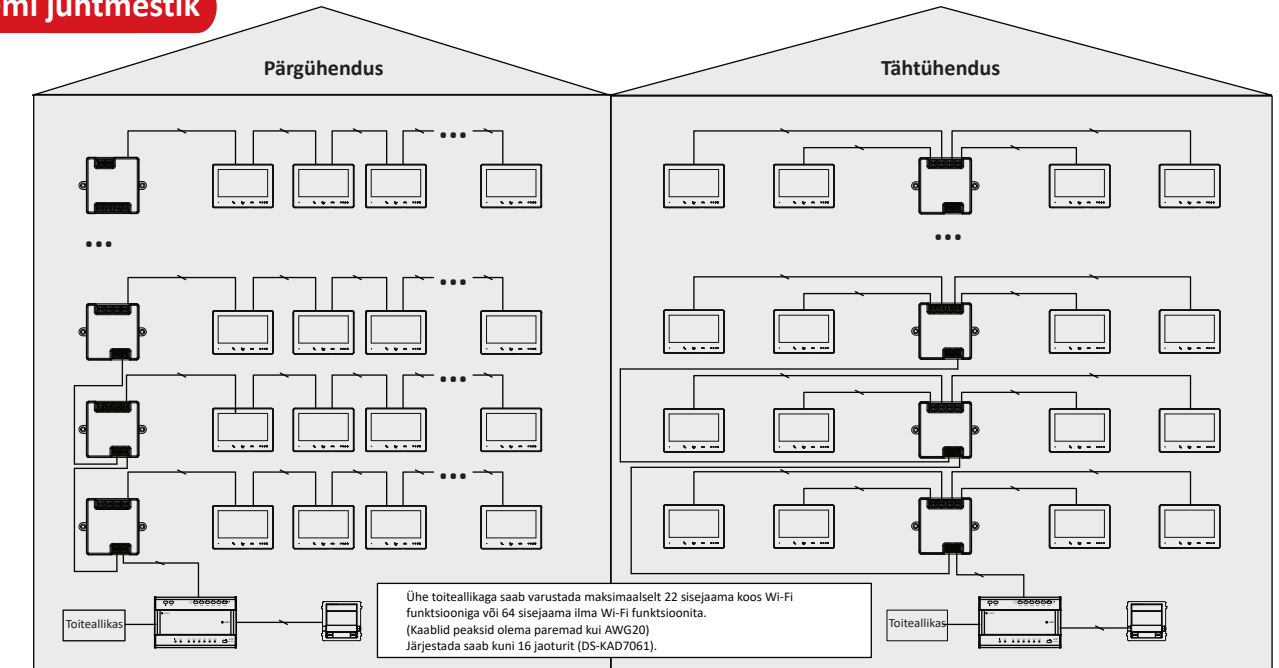 juhtmestik
Pärgühendus
Tähtühendus
Toiteallikas
Ühe toiteallikaga saab varustada maksimaalselt 22 sisejaama koos Wi-Fi
funktsiooniga või 64 sisejaama ilma Wi-Fi funktsioonita.
(Kaablid peaksid olema paremad kui AWG20)
Järjestada saab kuni 16 jaoturit (DS-KAD7061).
Toiteallikas